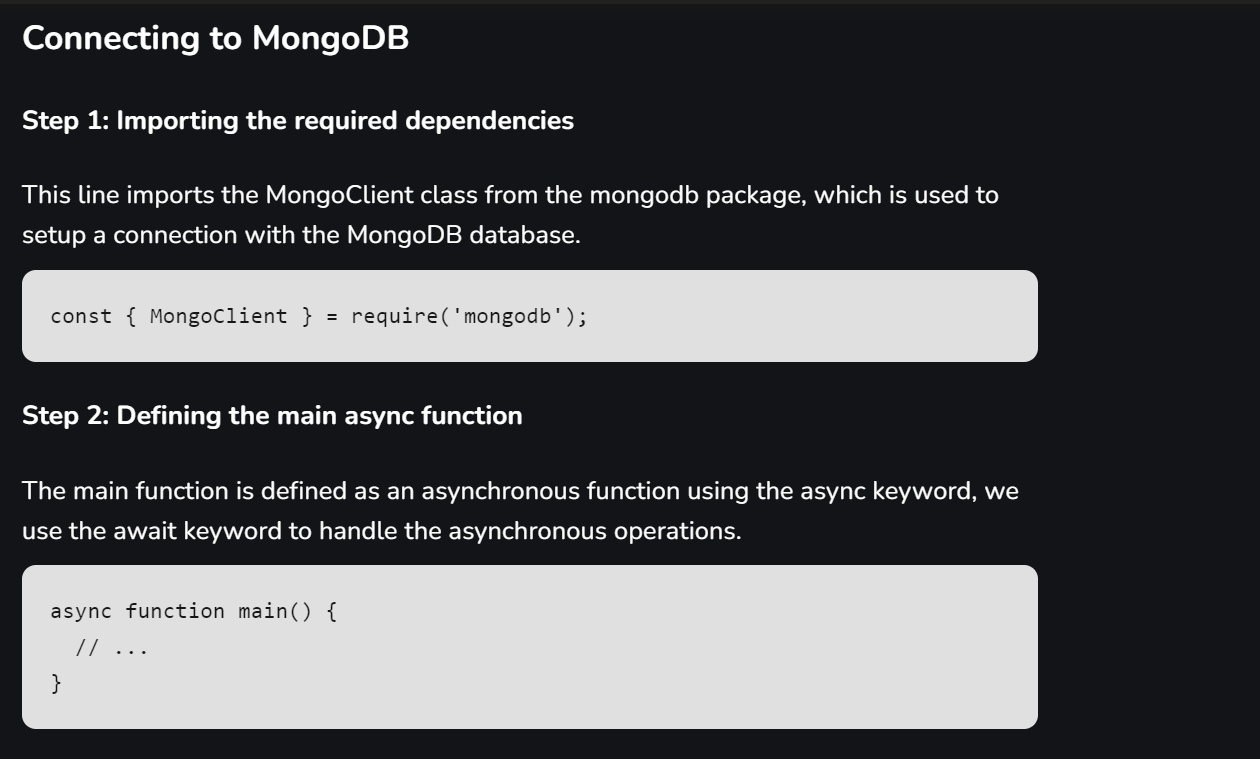 Connecting to MongoDB
Step 1: Importing the required dependencies
This line imports the MongoClient class from the mongodb package, which is used to
setup a connection with the MongoDB database.
const { MongoClient } = require('mongodb');
Step 2: Defining the main async function
The main function is defined as an asynchronous function using the async keyword, we
use the await keyword to handle the asynchronous operations.
async function main() {
  // ...
}